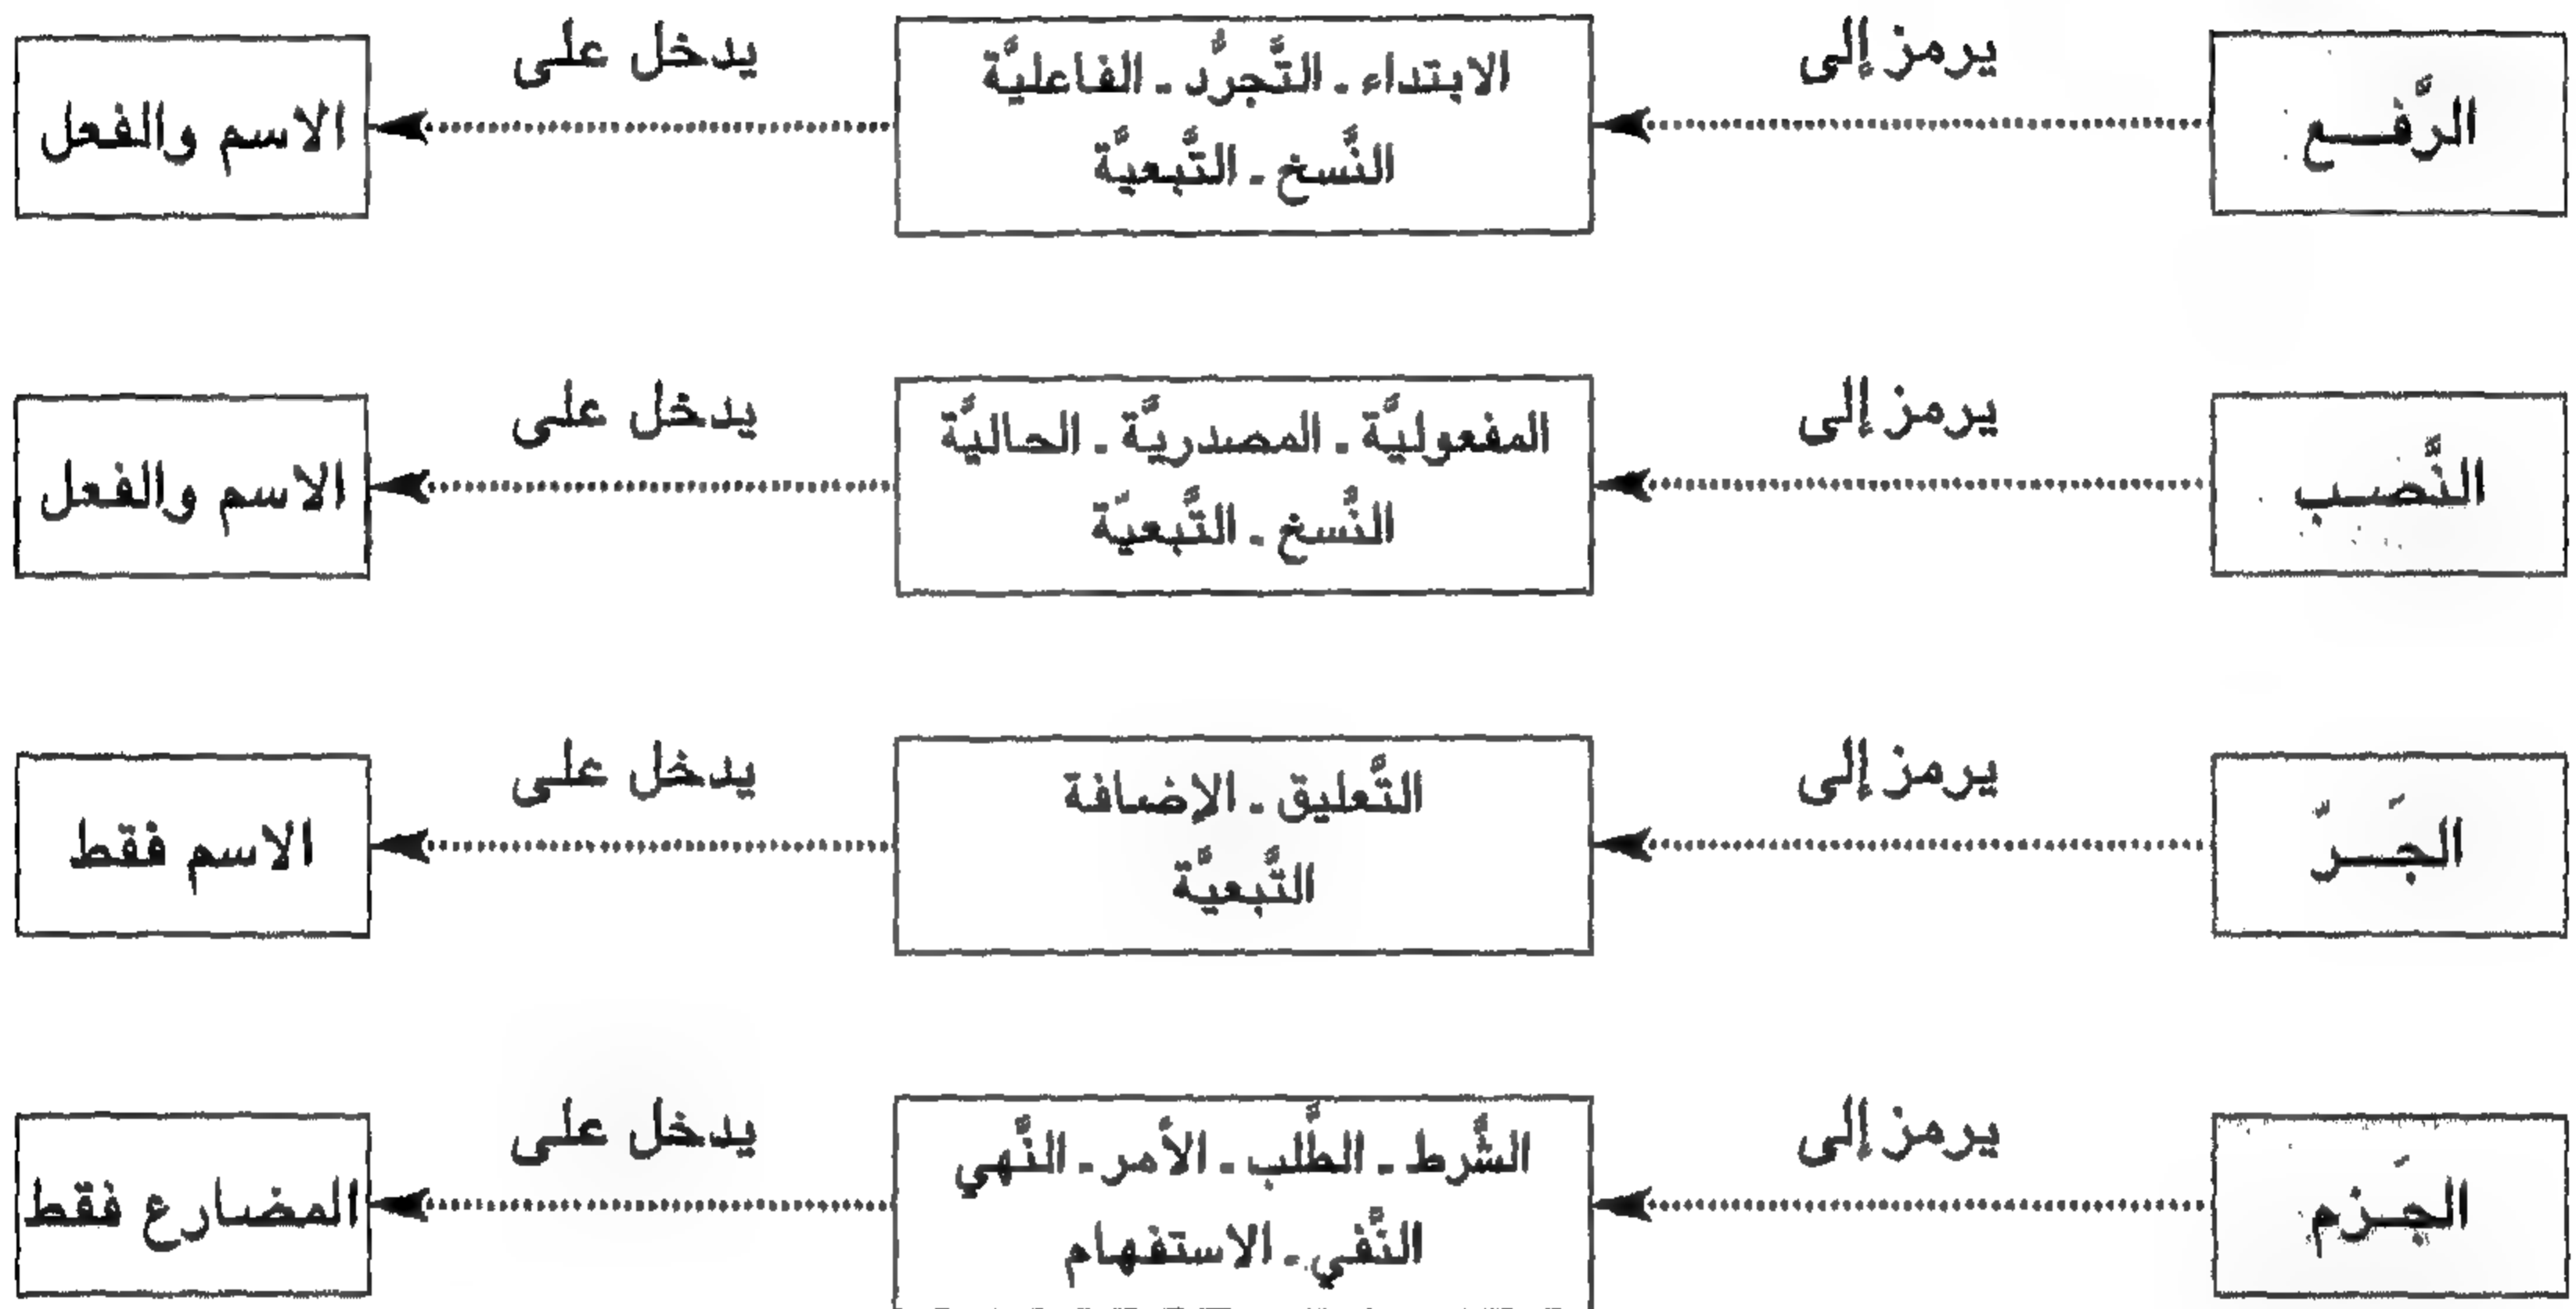 الرَّفـــع
يرمز إلى
الابتداء ـ التَّجرُّد ـ الفاعليَّة
النَّسخ ـ التَّبعيَّة
يدخل على
الاسم والفعل
النَّصـب
يرمز إلى
المفعوليَّة ـ المصدريَّة ـ الحاليَّة
النَّسخ ـ التَّبعيَّة
يدخل على
الاسم والفعل
الجَــرّ
يرمز إلى
التَّعليق ـ الإضافة
التَّبعيَّة
يدخل على
الاسم فقط
الجَـزم
يرمز إلى
الشَّرط ـ الطَّلب ـ الأمر ـ النَّهي
النَّفي ـ الاستفهام
يدخل على
المضارع فقط